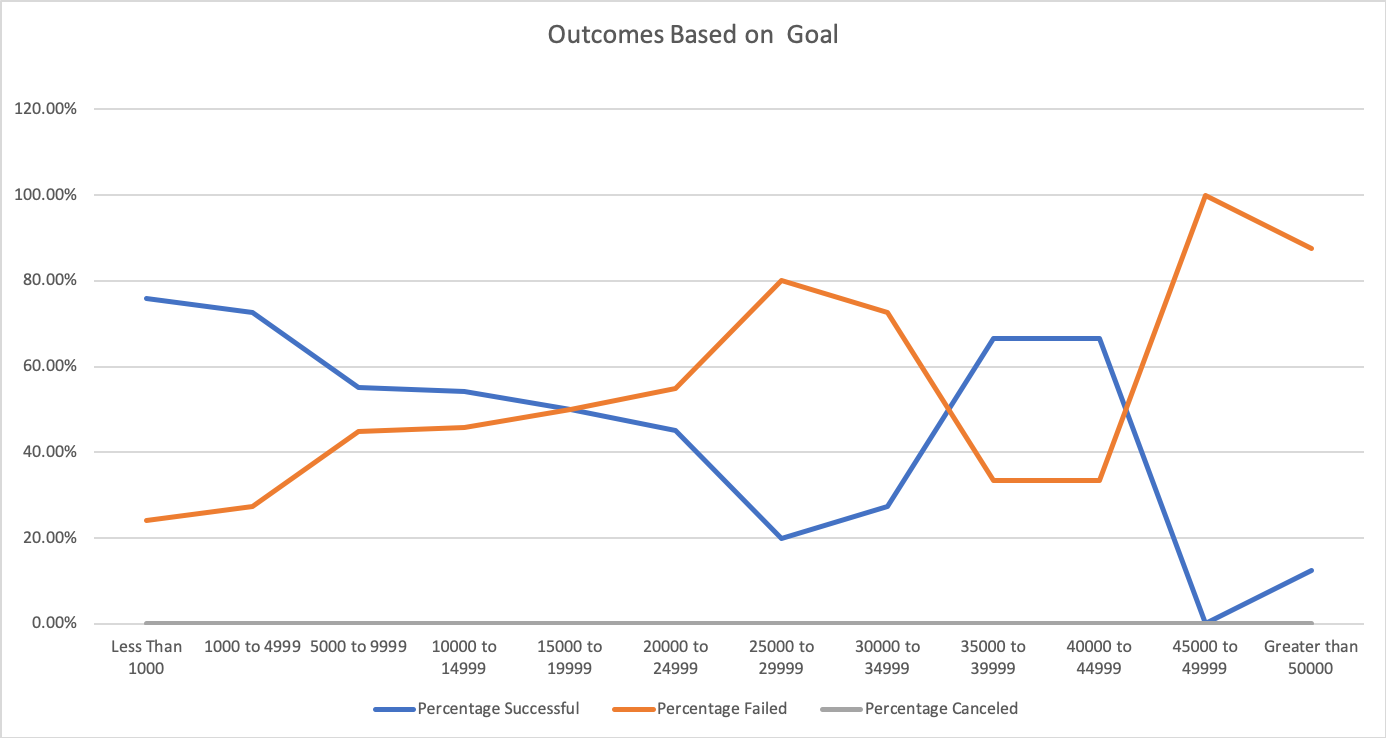 Outcomes Based on  Goal
120.00%
100.00%
80.00%
60.00%
40.00%
20.00%
0.00%
Less Than 1000
1000 to 4999
5000 to 9999
10000 to 14999
15000 to 19999
20000 to 24999
25000 to 29999
30000 to 34999
35000 to 39999
40000 to 44999
45000 to 49999
Greater than 50000
Percentage Successful
Percentage Failed
Percentage Canceled